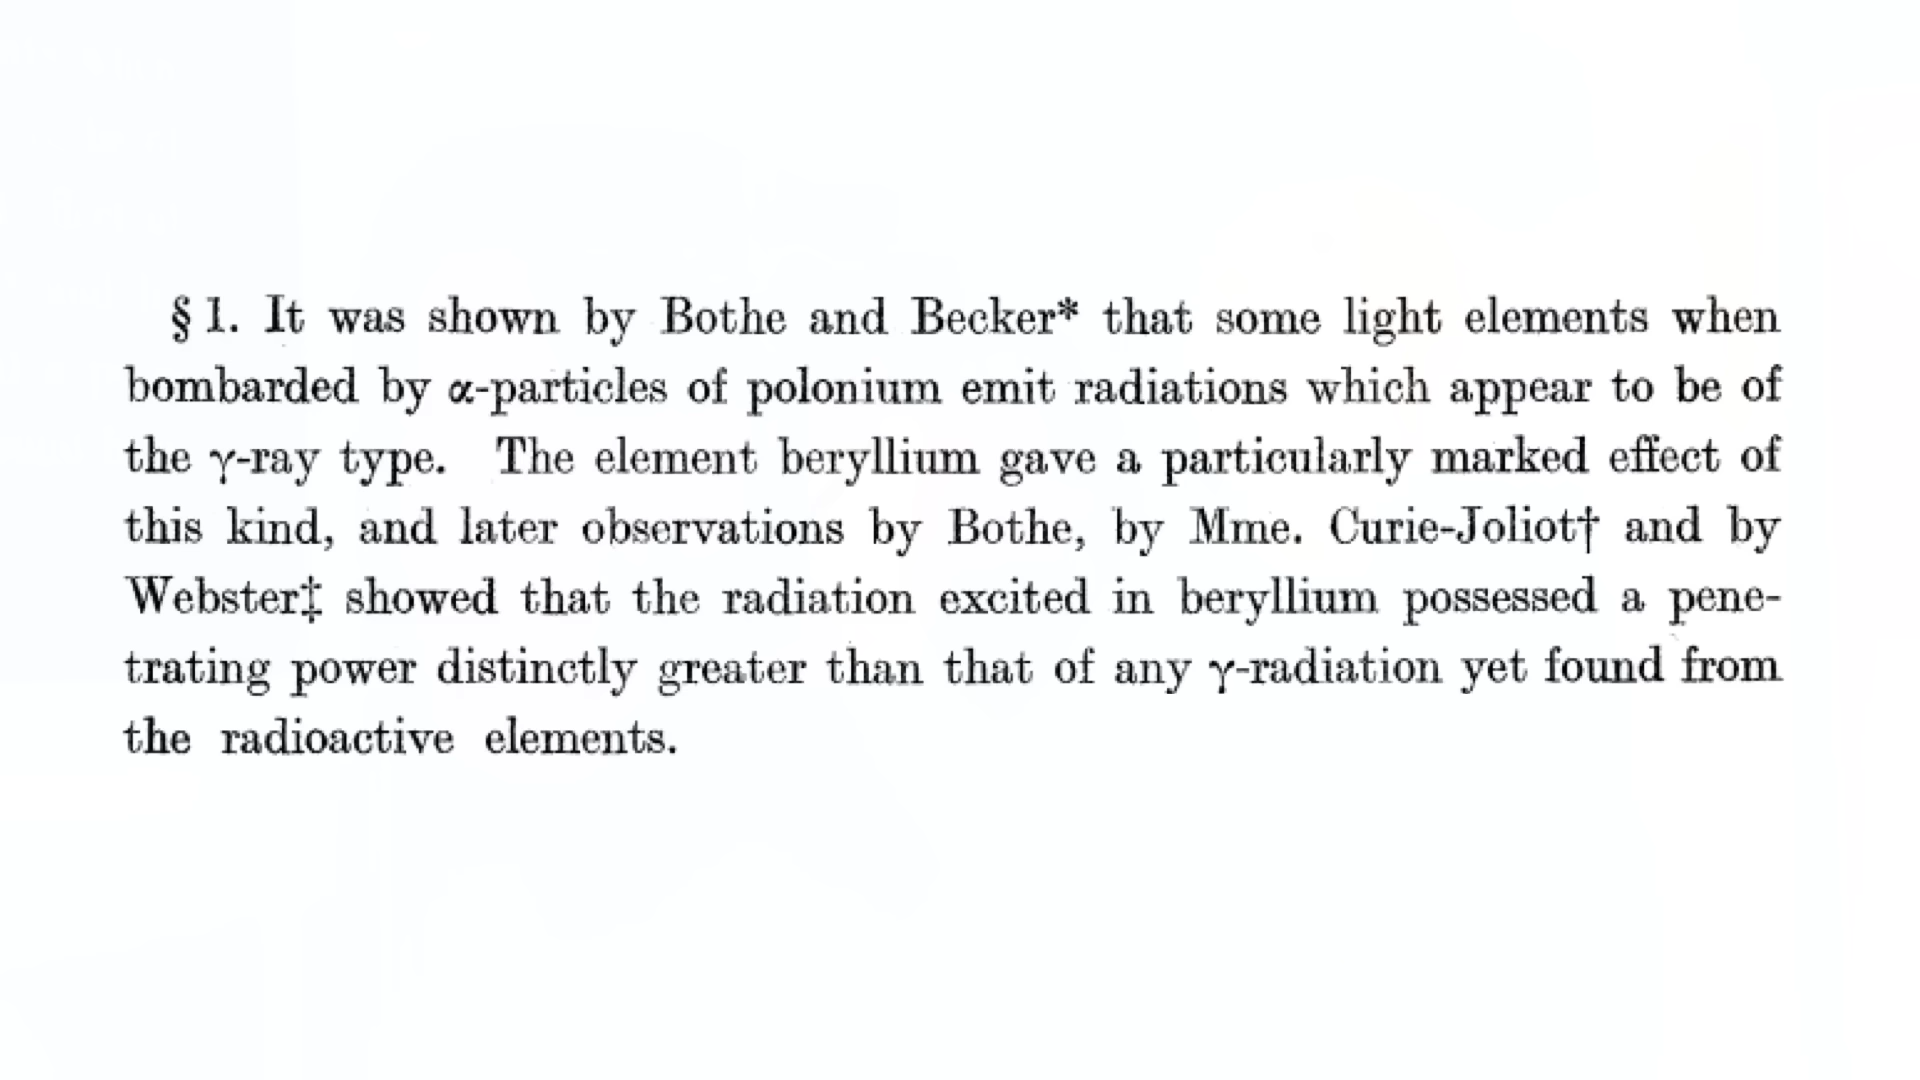 § 1. It was shown by Bothe and Becker* that some light elements when
bombarded by α-particles of polonium emit radiations which appear to be of
the γ-ray type. The element beryllium gave a particularly marked effect of
this kind, and later observations by Bothe, by Mme. Curie-Joliot† and by
Webster‡ showed that the radiation excited in beryllium possessed a pene-
trating power distinctly greater than that of any γ-radiation yet found from
the radioactive elements.